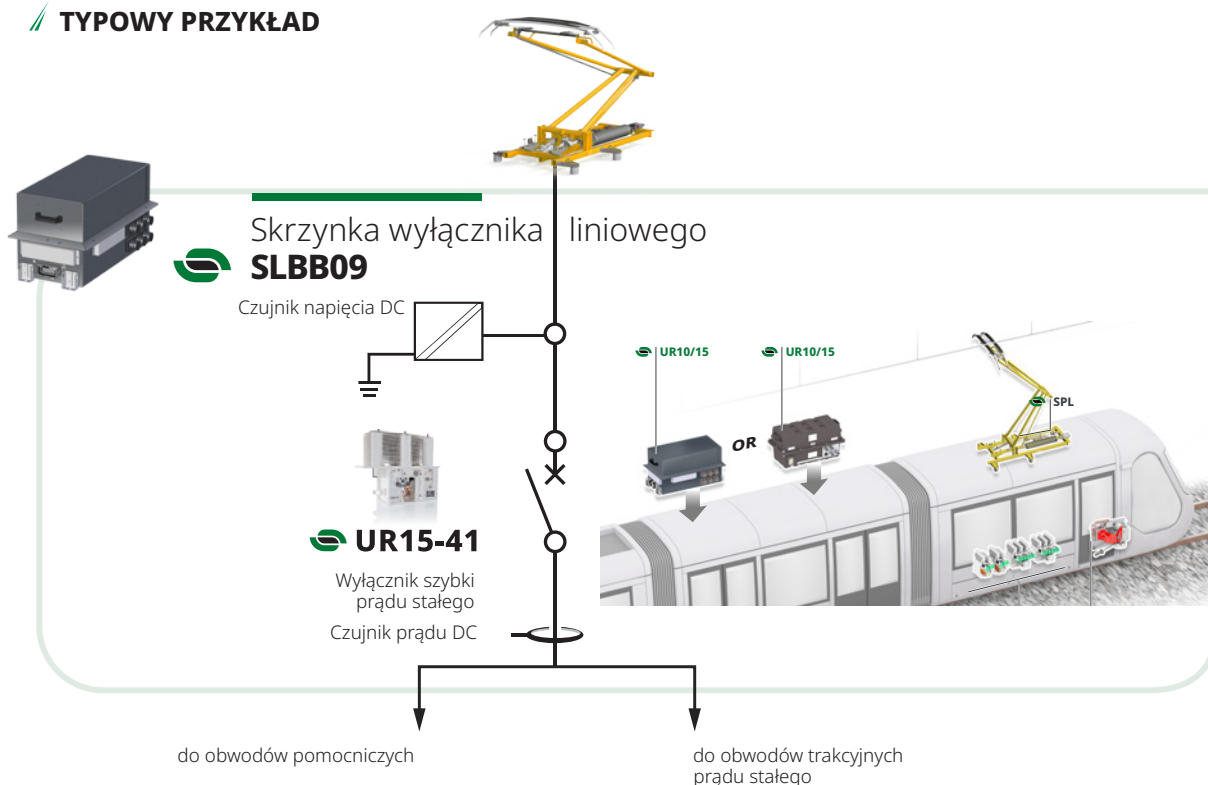 TYPOWY PRZYKŁAD
Skrzynka wyłącznika liniowego
SLBB09
Czujnik napięcia DC
UR10/15
UR10/15
OR
SPL
UR15-41
Wyłącznik szybki
prądu stałego
Czujnik prądu DC
do obwodów pomocniczych
do obwodów trakcyjnych
prądu stałego